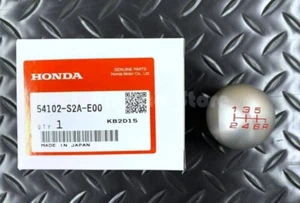 GENUINE PARTS
Honda Motor Co., Ltd.
HONDA
54102-S2A-E00
QTY 1
KB2D15
MADE IN JAPAN
1 3 5
2 4 6 R